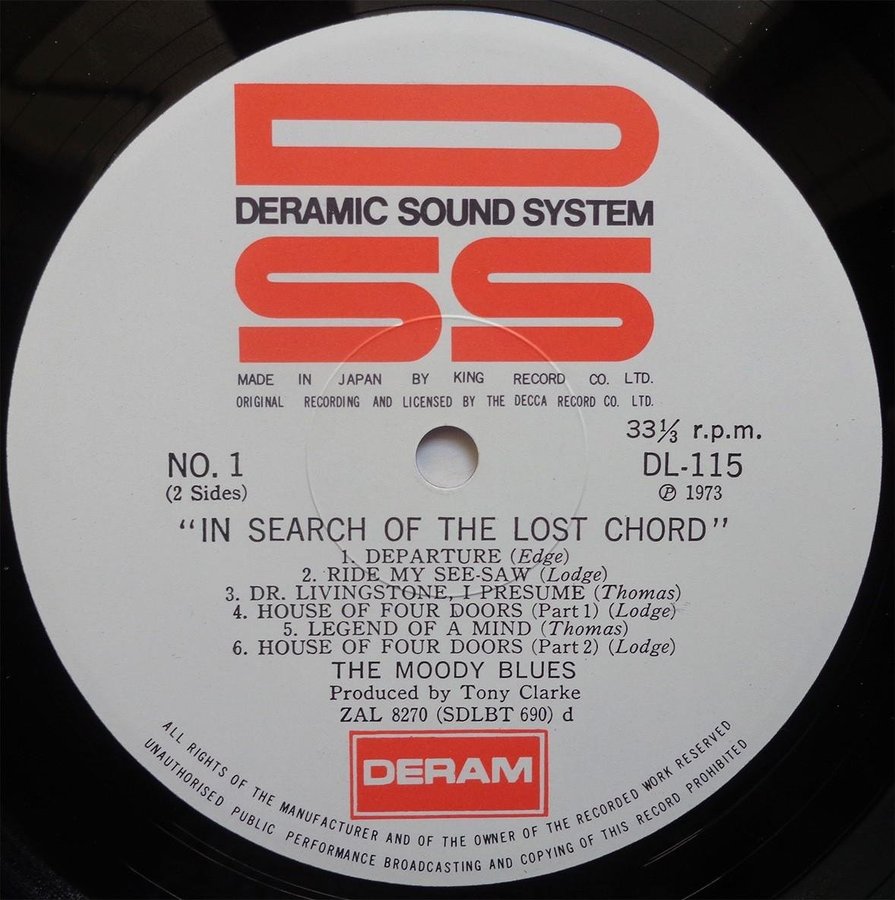 D
DERAMIC SOUND SYSTEM
SS
MADE IN JAPAN BY KING RECORD CO. LTD.
ORIGINAL RECORDING AND LICENSED BY THE DECCA RECORD CO. LTD.
33⅓ r.p.m.
NO. 1 DL-115
(2 Sides) ℗ 1973
"IN SEARCH OF THE LOST CHORD"
1. DEPARTURE (Edge)
2. RIDE MY SEE-SAW (Lodge)
3. DR. LIVINGSTONE, I PRESUME (Thomas)
4. HOUSE OF FOUR DOORS (Part 1) (Lodge)
5. LEGEND OF A MIND (Thomas)
6. HOUSE OF FOUR DOORS (Part 2) (Lodge)
THE MOODY BLUES
Produced by Tony Clarke
ZAL 8270 (SDLBT 690) d
DERAM
ALL RIGHTS OF THE MANUFACTURER AND OF THE OWNER OF THE RECORDED WORK RESERVED
UNAUTHORISED PUBLIC PERFORMANCE BROADCASTING AND COPYING OF THIS RECORD PROHIBITED